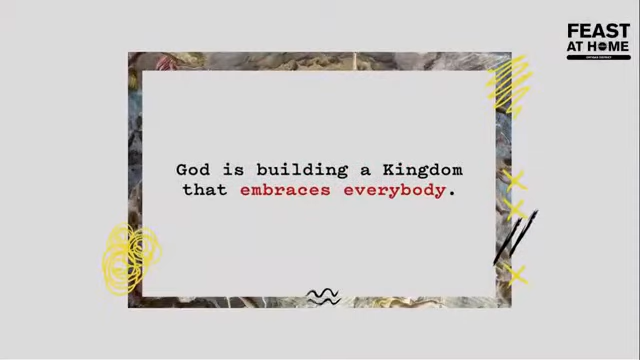 FEAST
AT HOME
God is building a Kingdom
that embraces everybody.